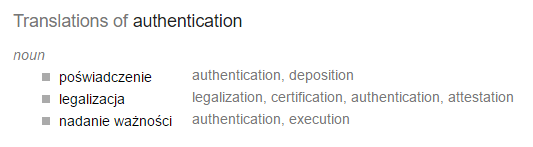 Translations of authentication
noun
poświadczenie authentication, deposition
legalizacja legalization, certification, authentication, attestation
nadanie ważności authentication, execution